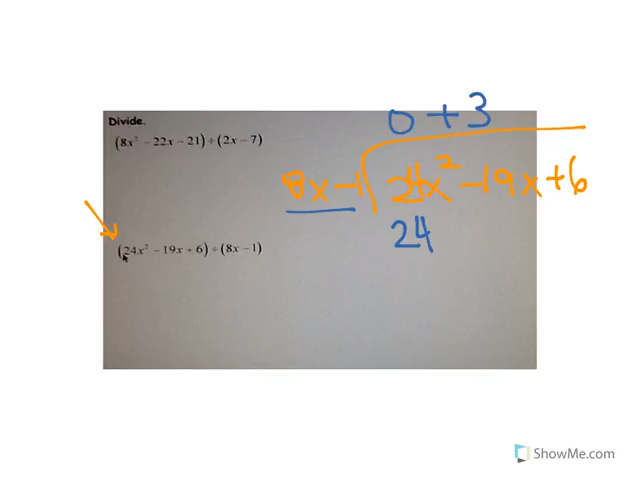 Divide.
(8x² − 22x − 21) ÷ (2x − 7)
0 + 3
8x −1 24x² −19x +6
24
(24x² − 19x + 6) ÷ (8x − 1)
ShowMe.com